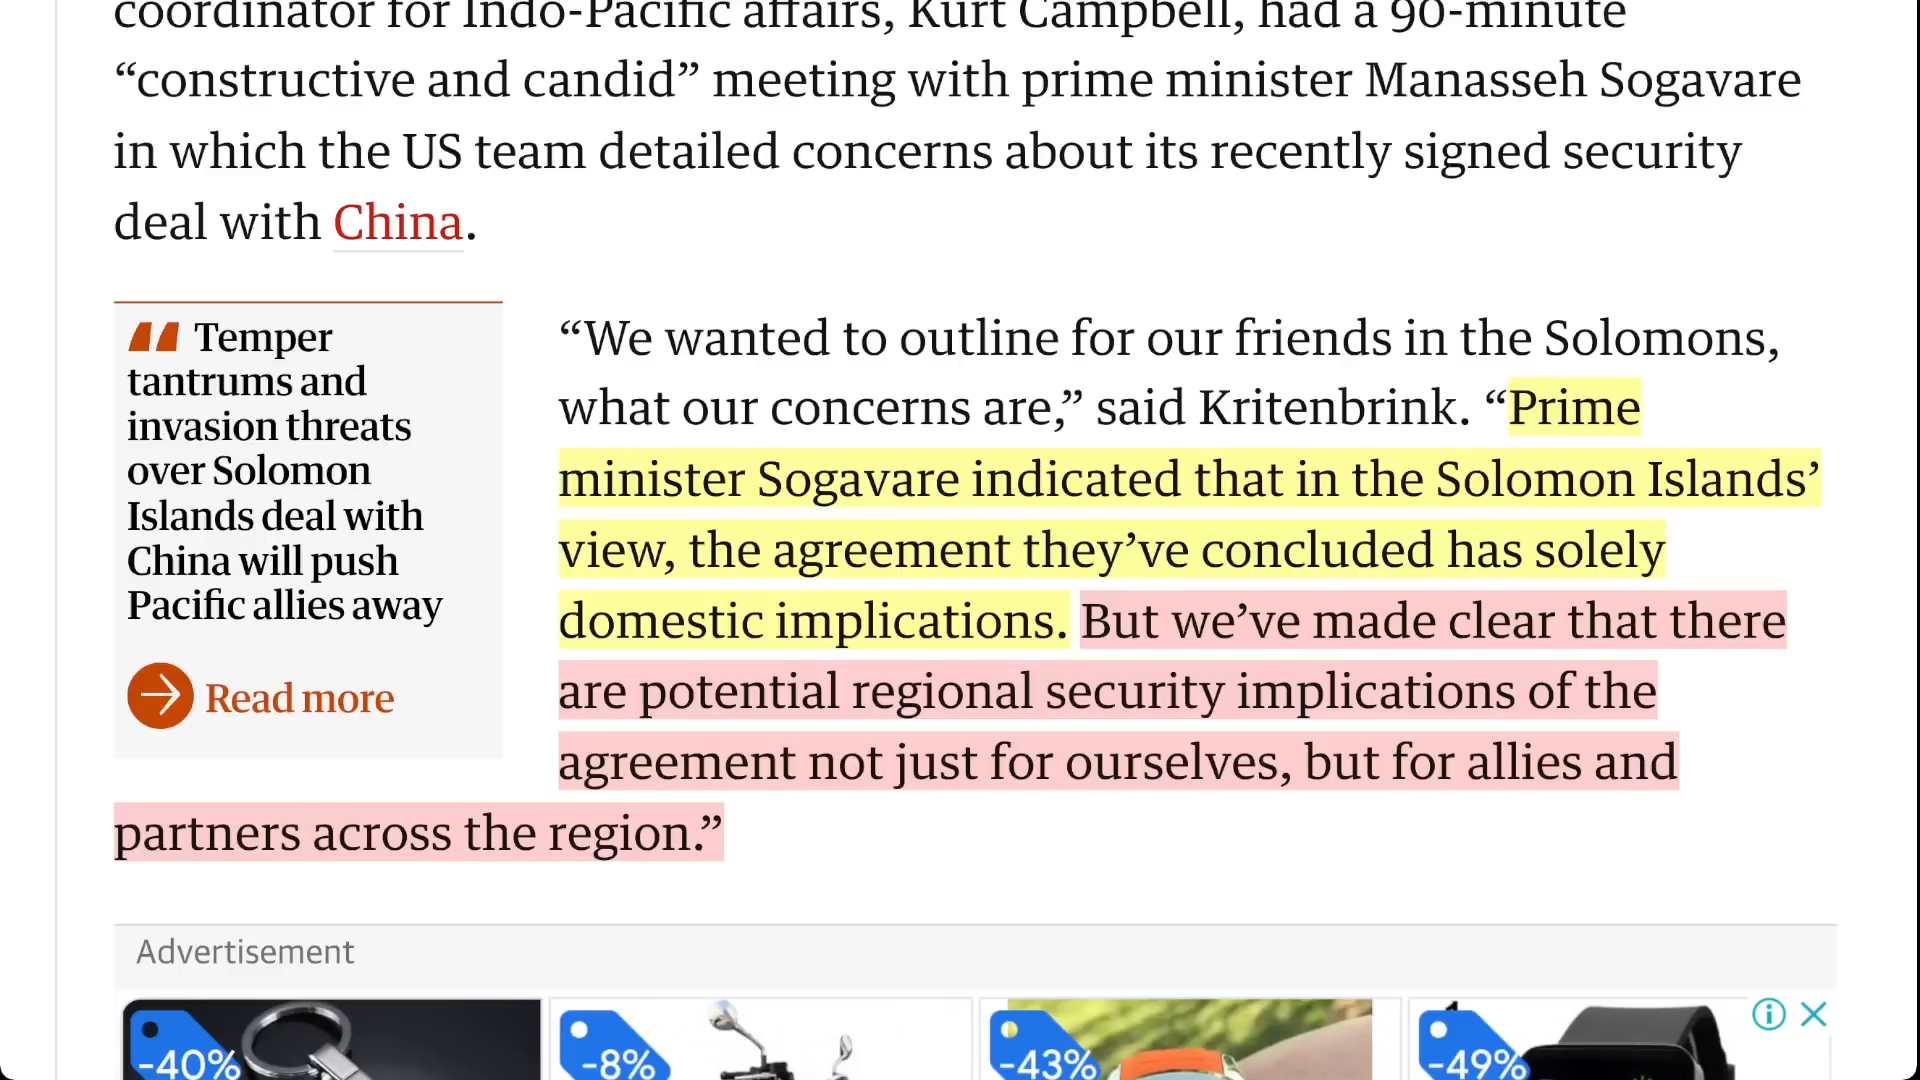 coordinator for Indo-Pacific affairs, Kurt Campbell, had a 90-minute
“constructive and candid” meeting with prime minister Manasseh Sogavare
in which the US team detailed concerns about its recently signed security
deal with China.
Temper
tantrums and
invasion threats
over Solomon
Islands deal with
China will push
Pacific allies away
Read more
“We wanted to outline for our friends in the Solomons,
what our concerns are,” said Kritenbrink. “Prime
minister Sogavare indicated that in the Solomon Islands’
view, the agreement they’ve concluded has solely
domestic implications. But we’ve made clear that there
are potential regional security implications of the
agreement not just for ourselves, but for allies and
partners across the region.”
Advertisement
-40%
-8%
-43%
-49%